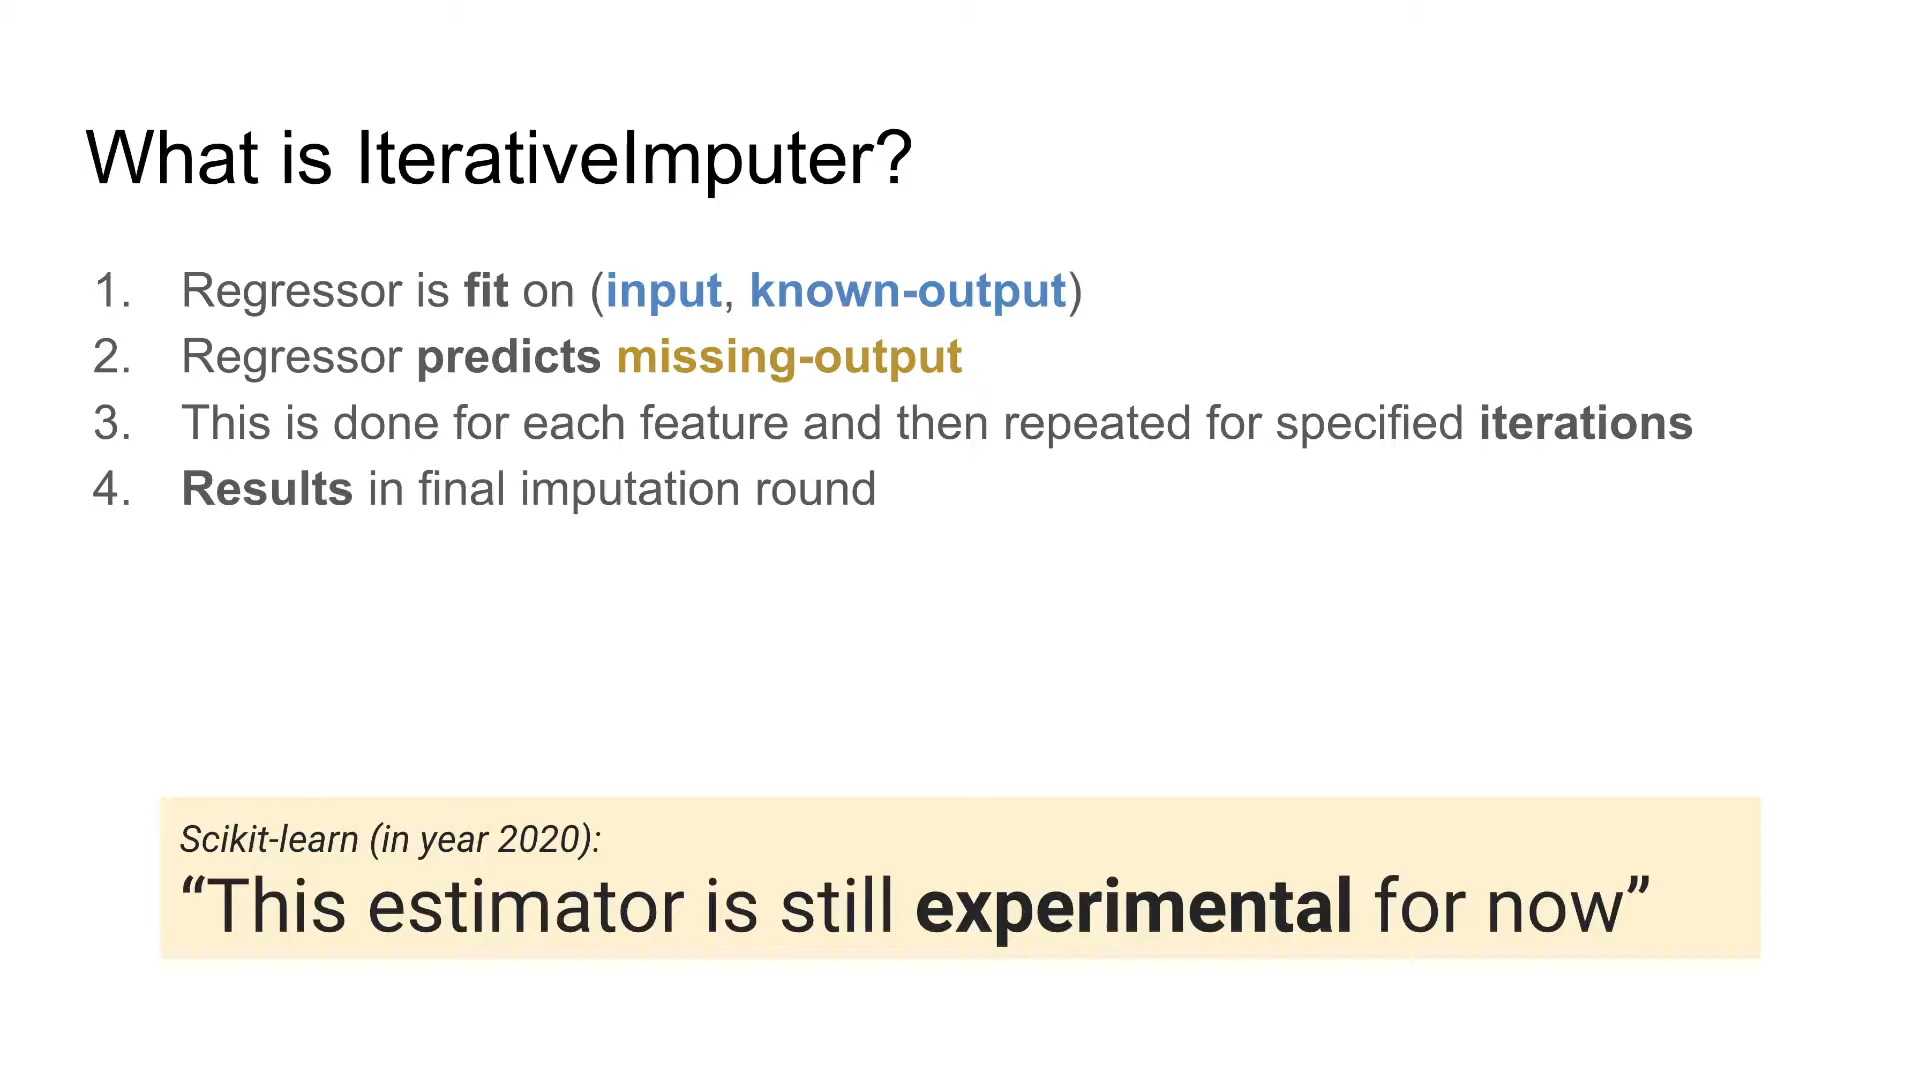 What is IterativeImputer?
1. Regressor is fit on (input, known-output)
2. Regressor predicts missing-output
3. This is done for each feature and then repeated for specified iterations
4. Results in final imputation round
Scikit-learn (in year 2020):
“This estimator is still experimental for now”